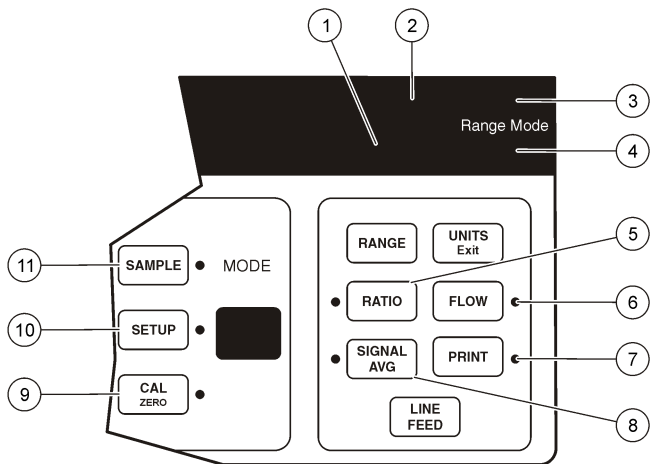 1
2
3
Range Mode
4
5
RANGE
UNITS
Exit
11
SAMPLE
MODE
RATIO
FLOW
6
10
SETUP
SIGNAL
AVG
PRINT
7
9
CAL
ZERO
8
LINE
FEED